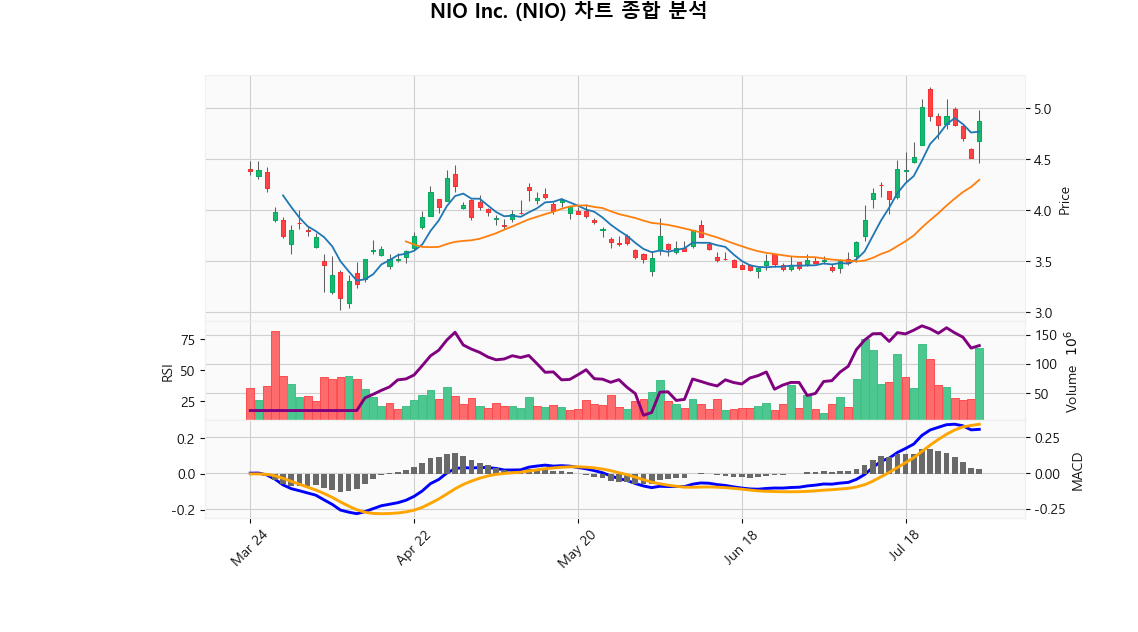 NIO Inc. (NIO) 차트 종합 분석
5.0
4.5
4.0
3.5
3.0
Price
75
50
25
RSI
150
100
50
Volume 10⁶
0.2
0.0
-0.2
0.25
0.00
-0.25
MACD
Mar 24
Apr 22
May 20
Jun 18
Jul 18